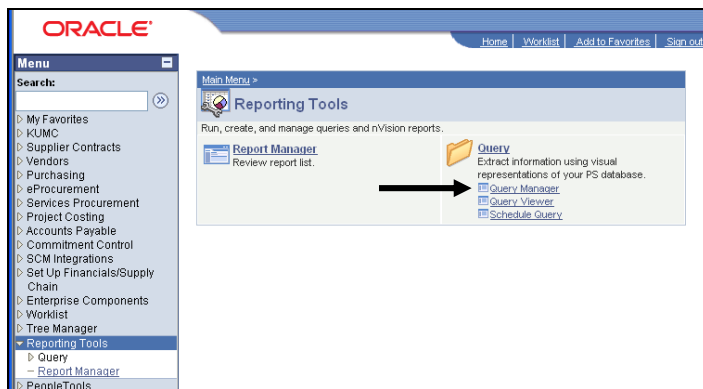 ORACLE'
Home | Worklist | Add to Favorites | Sign out
Menu
Search:
My Favorites
KUMC
Supplier Contracts
Vendors
Purchasing
eProcurement
Services Procurement
Project Costing
Accounts Payable
Commitment Control
SCM Integrations
Set Up Financials/Supply
Chain
Enterprise Components
Worklist
Tree Manager
Reporting Tools
Query
– Report Manager
PeopleTools
Main Menu >
Reporting Tools
Run, create, and manage queries and nVision reports.
Report Manager
Review report list.
Query
Extract information using visual
representations of your PS database.
Query Manager
Query Viewer
Schedule Query